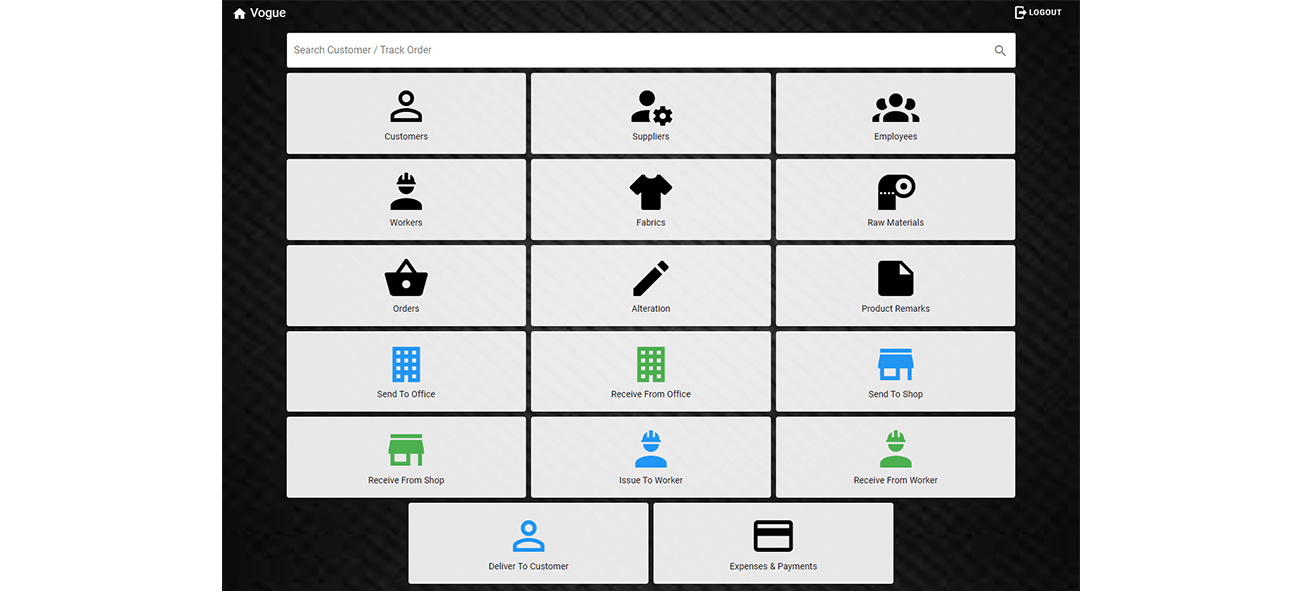 Vogue
LOGOUT
Search Customer / Track Order
Customers
Suppliers
Employees
Workers
Fabrics
Raw Materials
Orders
Alteration
Product Remarks
Send To Office
Receive From Office
Send To Shop
Receive From Shop
Issue To Worker
Receive From Worker
Deliver To Customer
Expenses & Payments